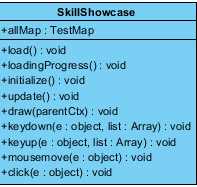 SkillShowcase
+allMap : TestMap
+load() : void
+loadingProgress() : void
+initialize() : void
+update() : void
+draw(parentCtx) : void
+keydown(e : object, list : Array) : void
+keyup(e : object, list : Array) : void
+mousemove(e : object) : void
+click(e : object) : void